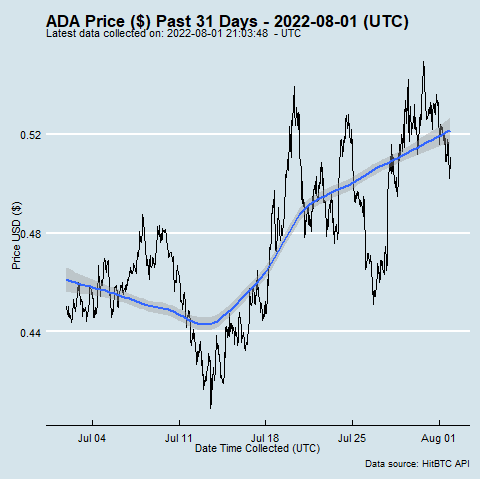 ADA Price ($) Past 31 Days - 2022-08-01 (UTC)
Latest data collected on: 2022-08-01 21:03:48 - UTC
Price USD ($)
0.52
0.48
0.44
Jul 04
Jul 11
Jul 18
Jul 25
Aug 01
Date Time Collected (UTC)
Data source: HitBTC API